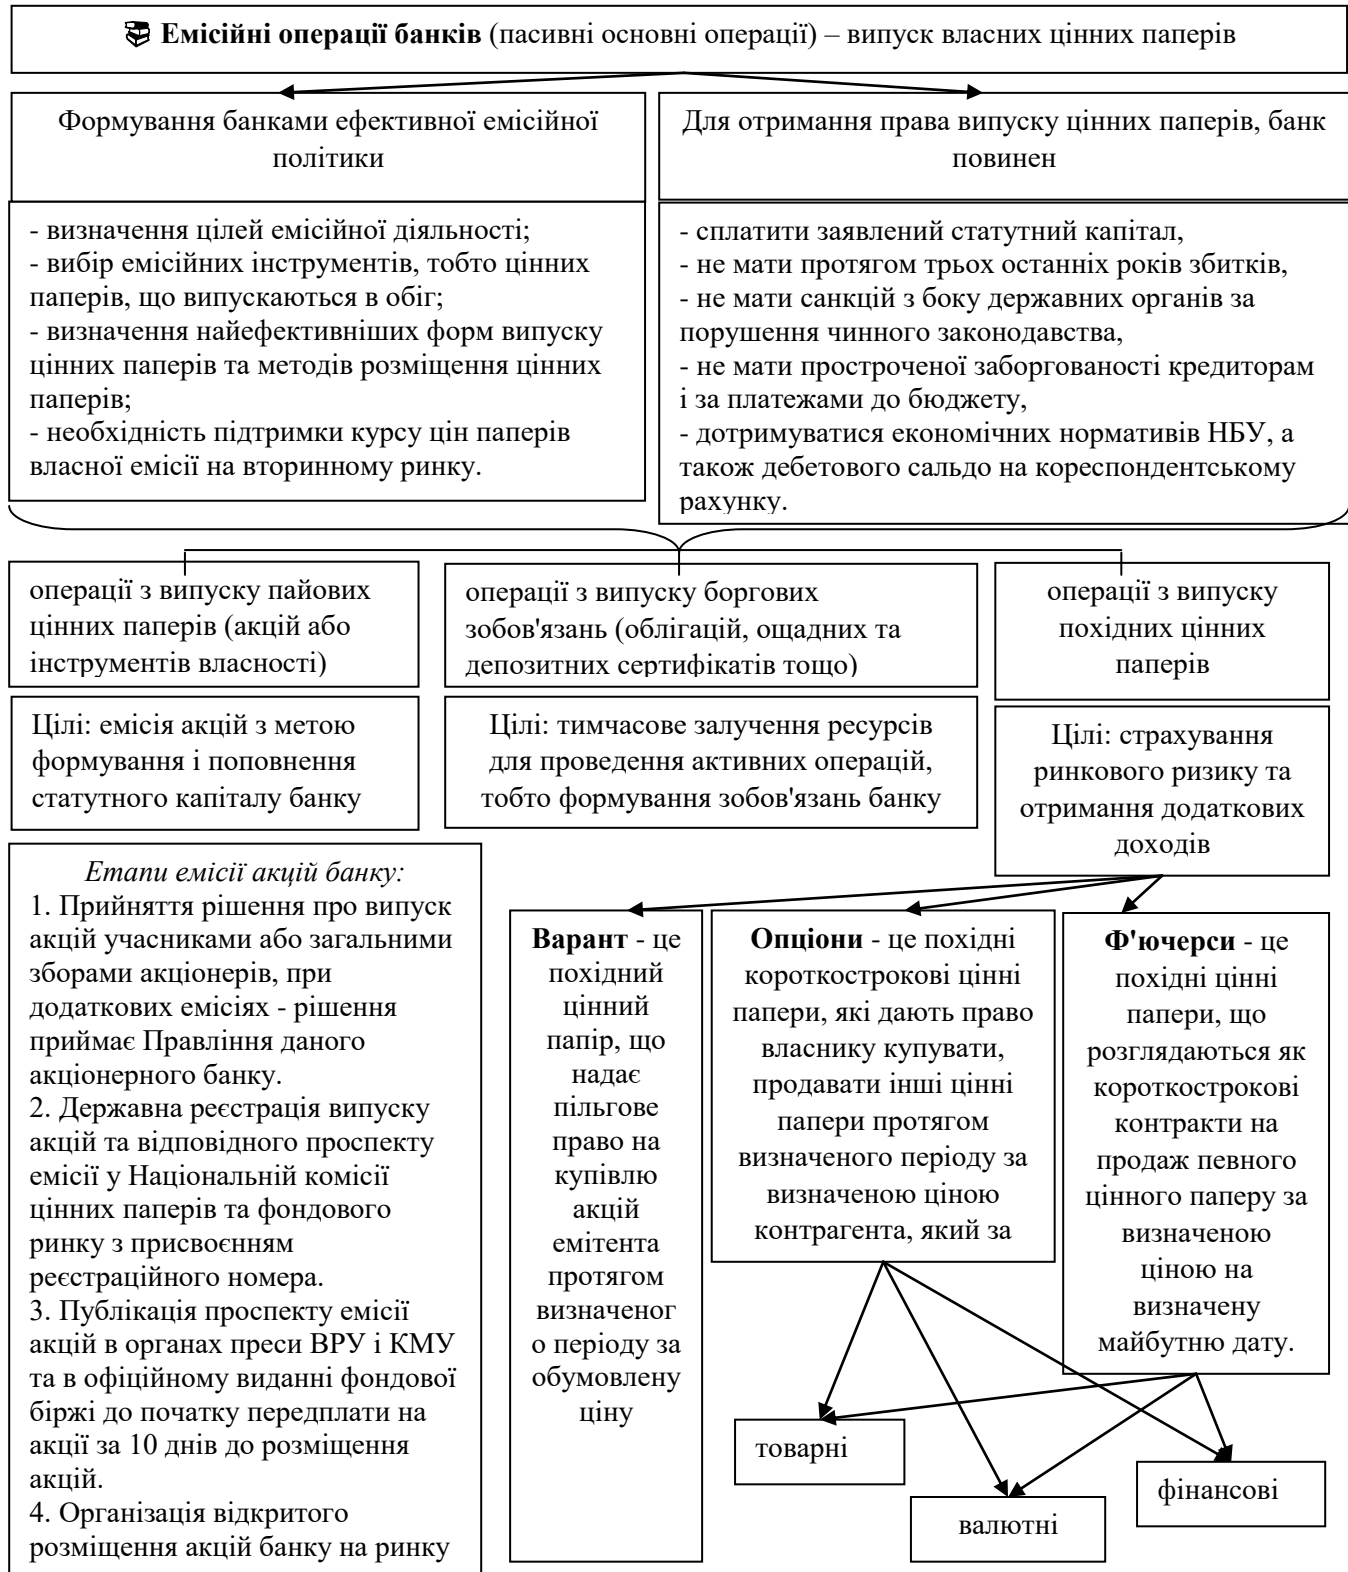 Емісійні операції банків (пасивні основні операції) – випуск власних цінних паперів
Формування банками ефективної емісійної
політики
Для отримання права випуску цінних паперів, банк
повинен
- визначення цілей емісійної діяльності;
- вибір емісійних інструментів, тобто цінних
паперів, що випускаються в обіг;
- визначення найефективніших форм випуску
цінних паперів та методів розміщення цінних
паперів;
- необхідність підтримки курсу цін паперів
власної емісії на вторинному ринку.
- сплатити заявлений статутний капітал,
- не мати протягом трьох останніх років збитків,
- не мати санкцій з боку державних органів за
порушення чинного законодавства,
- не мати простроченої заборгованості кредиторам
і за платежами до бюджету,
- дотримуватися економічних нормативів НБУ, а
також дебетового сальдо на кореспондентському
рахунку.
операції з випуску пайових
цінних паперів (акцій або
інструментів власності)
операції з випуску боргових
зобов'язань (облігацій, ощадних та
депозитних сертифікатів тощо)
операції з випуску
похідних цінних
паперів
Цілі: емісія акцій з метою
формування і поповнення
статутного капіталу банку
Цілі: тимчасове залучення ресурсів
для проведення активних операцій,
тобто формування зобов'язань банку
Цілі: страхування
ринкового ризику та
отримання додаткових
доходів
Етапи емісії акцій банку:
1. Прийняття рішення про випуск
акцій учасниками або загальними
зборами акціонерів, при
додаткових емісіях - рішення
приймає Правління даного
акціонерного банку.
2. Державна реєстрація випуску
акцій та відповідного проспекту
емісії у Національній комісії
цінних паперів та фондового
ринку з присвоєнням
реєстраційного номера.
3. Публікація проспекту емісії
акцій в органах преси ВРУ і КМУ
та в офіційному виданні фондової
біржі до початку передплати на
акції за 10 днів до розміщення
акцій.
4. Організація відкритого
розміщення акцій банку на ринку
Варант - це
похідний
цінний
папір, що
надає
пільгове
право на
купівлю
акцій
емітента
протягом
визначеног
о періоду за
обумовлену
ціну
Опціони - це похідні
короткострокові цінні
папери, які дають право
власнику купувати,
продавати інші цінні
папери протягом
визначеного періоду за
визначеною ціною
контрагента, який за
Ф'ючерси - це
похідні цінні
папери, що
розглядаються як
короткострокові
контракти на
продаж певного
цінного паперу за
визначеною
ціною на
визначену
майбутню дату.
товарні
валютні
фінансові